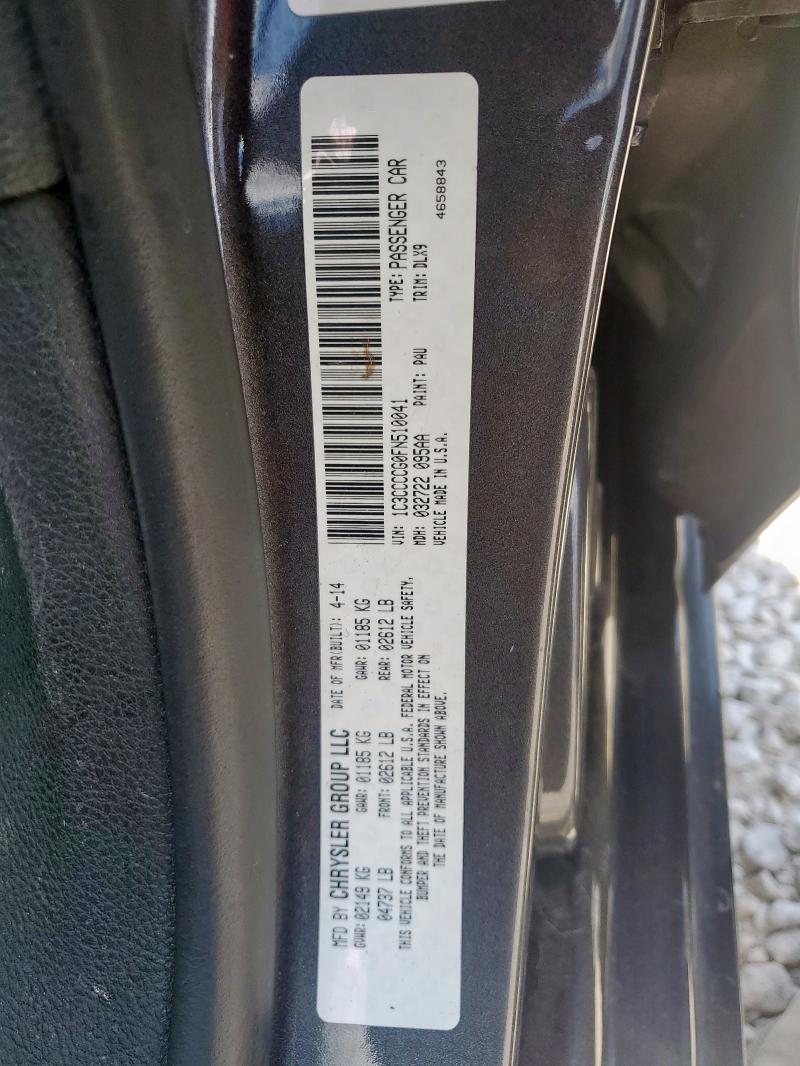 MFD BY CHRYSLER GROUP LLC DATE OF MFR(BUILT): 4-14
GVWR: 02149 KG GAWR: 01185 KG GAWR: 01185 KG
04737 LB FRONT: 02612 LB REAR: 02612 LB
THIS VEHICLE CONFORMS TO ALL APPLICABLE U.S.A. FEDERAL MOTOR VEHICLE SAFETY,
BUMPER AND THEFT PREVENTION STANDARDS IN EFFECT ON
THE DATE OF MANUFACTURE SHOWN ABOVE.
VIN: 1C3CCCCG0FN510041 TYPE: PASSENGER CAR
MDH: 032722 095AA PAINT: PAU TRIM: DLX9
VEHICLE MADE IN U.S.A. 4658843